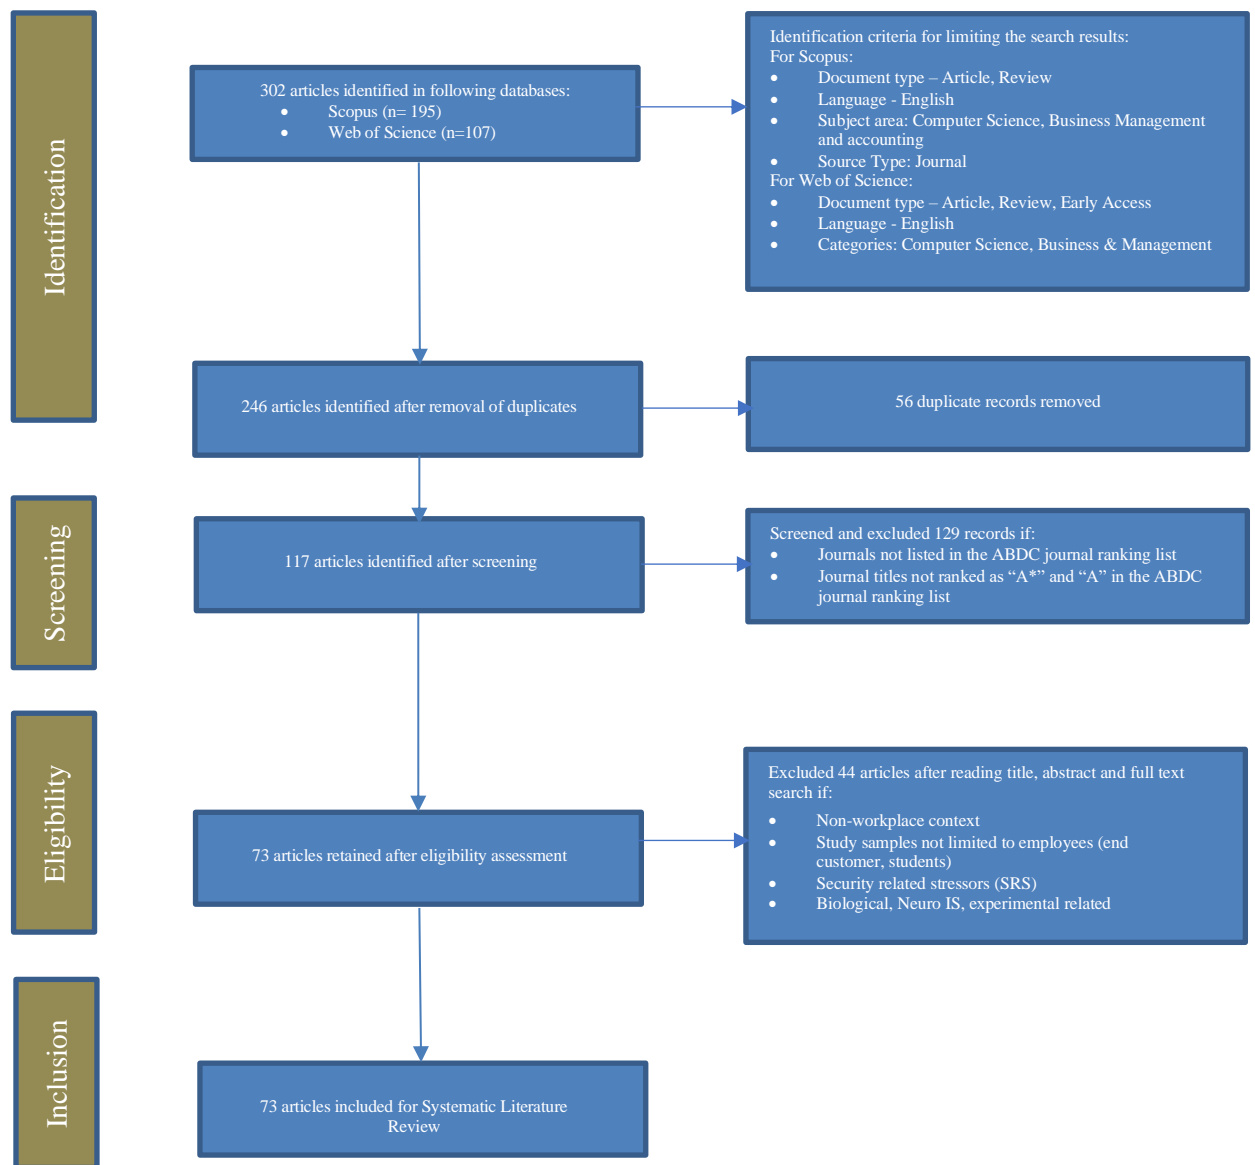 Identification
302 articles identified in following databases:
• Scopus (n= 195)
• Web of Science (n=107)
Identification criteria for limiting the search results:
For Scopus:
• Document type – Article, Review
• Language - English
• Subject area: Computer Science, Business Management
and accounting
• Source Type: Journal
For Web of Science:
• Document type – Article, Review, Early Access
• Language - English
• Categories: Computer Science, Business & Management
246 articles identified after removal of duplicates
56 duplicate records removed
Screening
117 articles identified after screening
Screened and excluded 129 records if:
• Journals not listed in the ABDC journal ranking list
• Journal titles not ranked as “A*” and “A” in the ABDC
journal ranking list
Eligibility
73 articles retained after eligibility assessment
Excluded 44 articles after reading title, abstract and full text
search if:
• Non-workplace context
• Study samples not limited to employees (end
customer, students)
• Security related stressors (SRS)
• Biological, Neuro IS, experimental related
Inclusion
73 articles included for Systematic Literature
Review